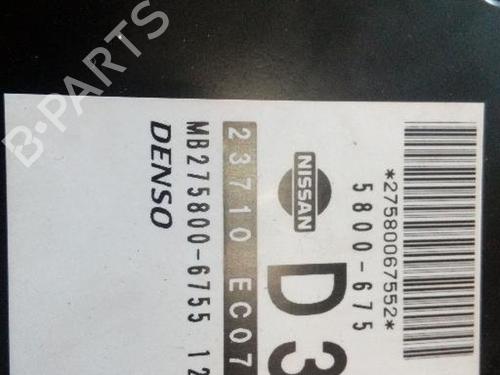 B-PARTS
*27580067552*
5800-675
NISSAN
D3
23710 EC07
MB275800-6755 12
DENSO